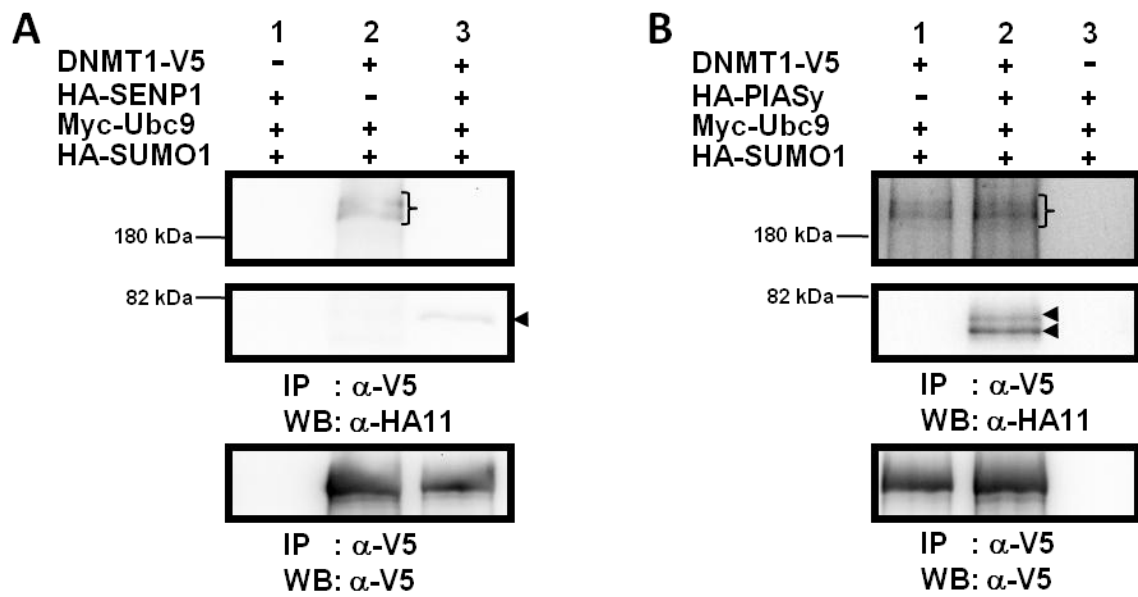 A
1 2 3
DNMT1-V5 - + +
HA-SENP1 + - +
Myc-Ubc9 + + +
HA-SUMO1 + + +
180 kDa
82 kDa
IP : α-V5
WB: α-HA11
IP : α-V5
WB: α-V5
B
1 2 3
DNMT1-V5 + + -
HA-PIASy - + +
Myc-Ubc9 + + +
HA-SUMO1 + + +
180 kDa
82 kDa
IP : α-V5
WB: α-HA11
IP : α-V5
WB: α-V5